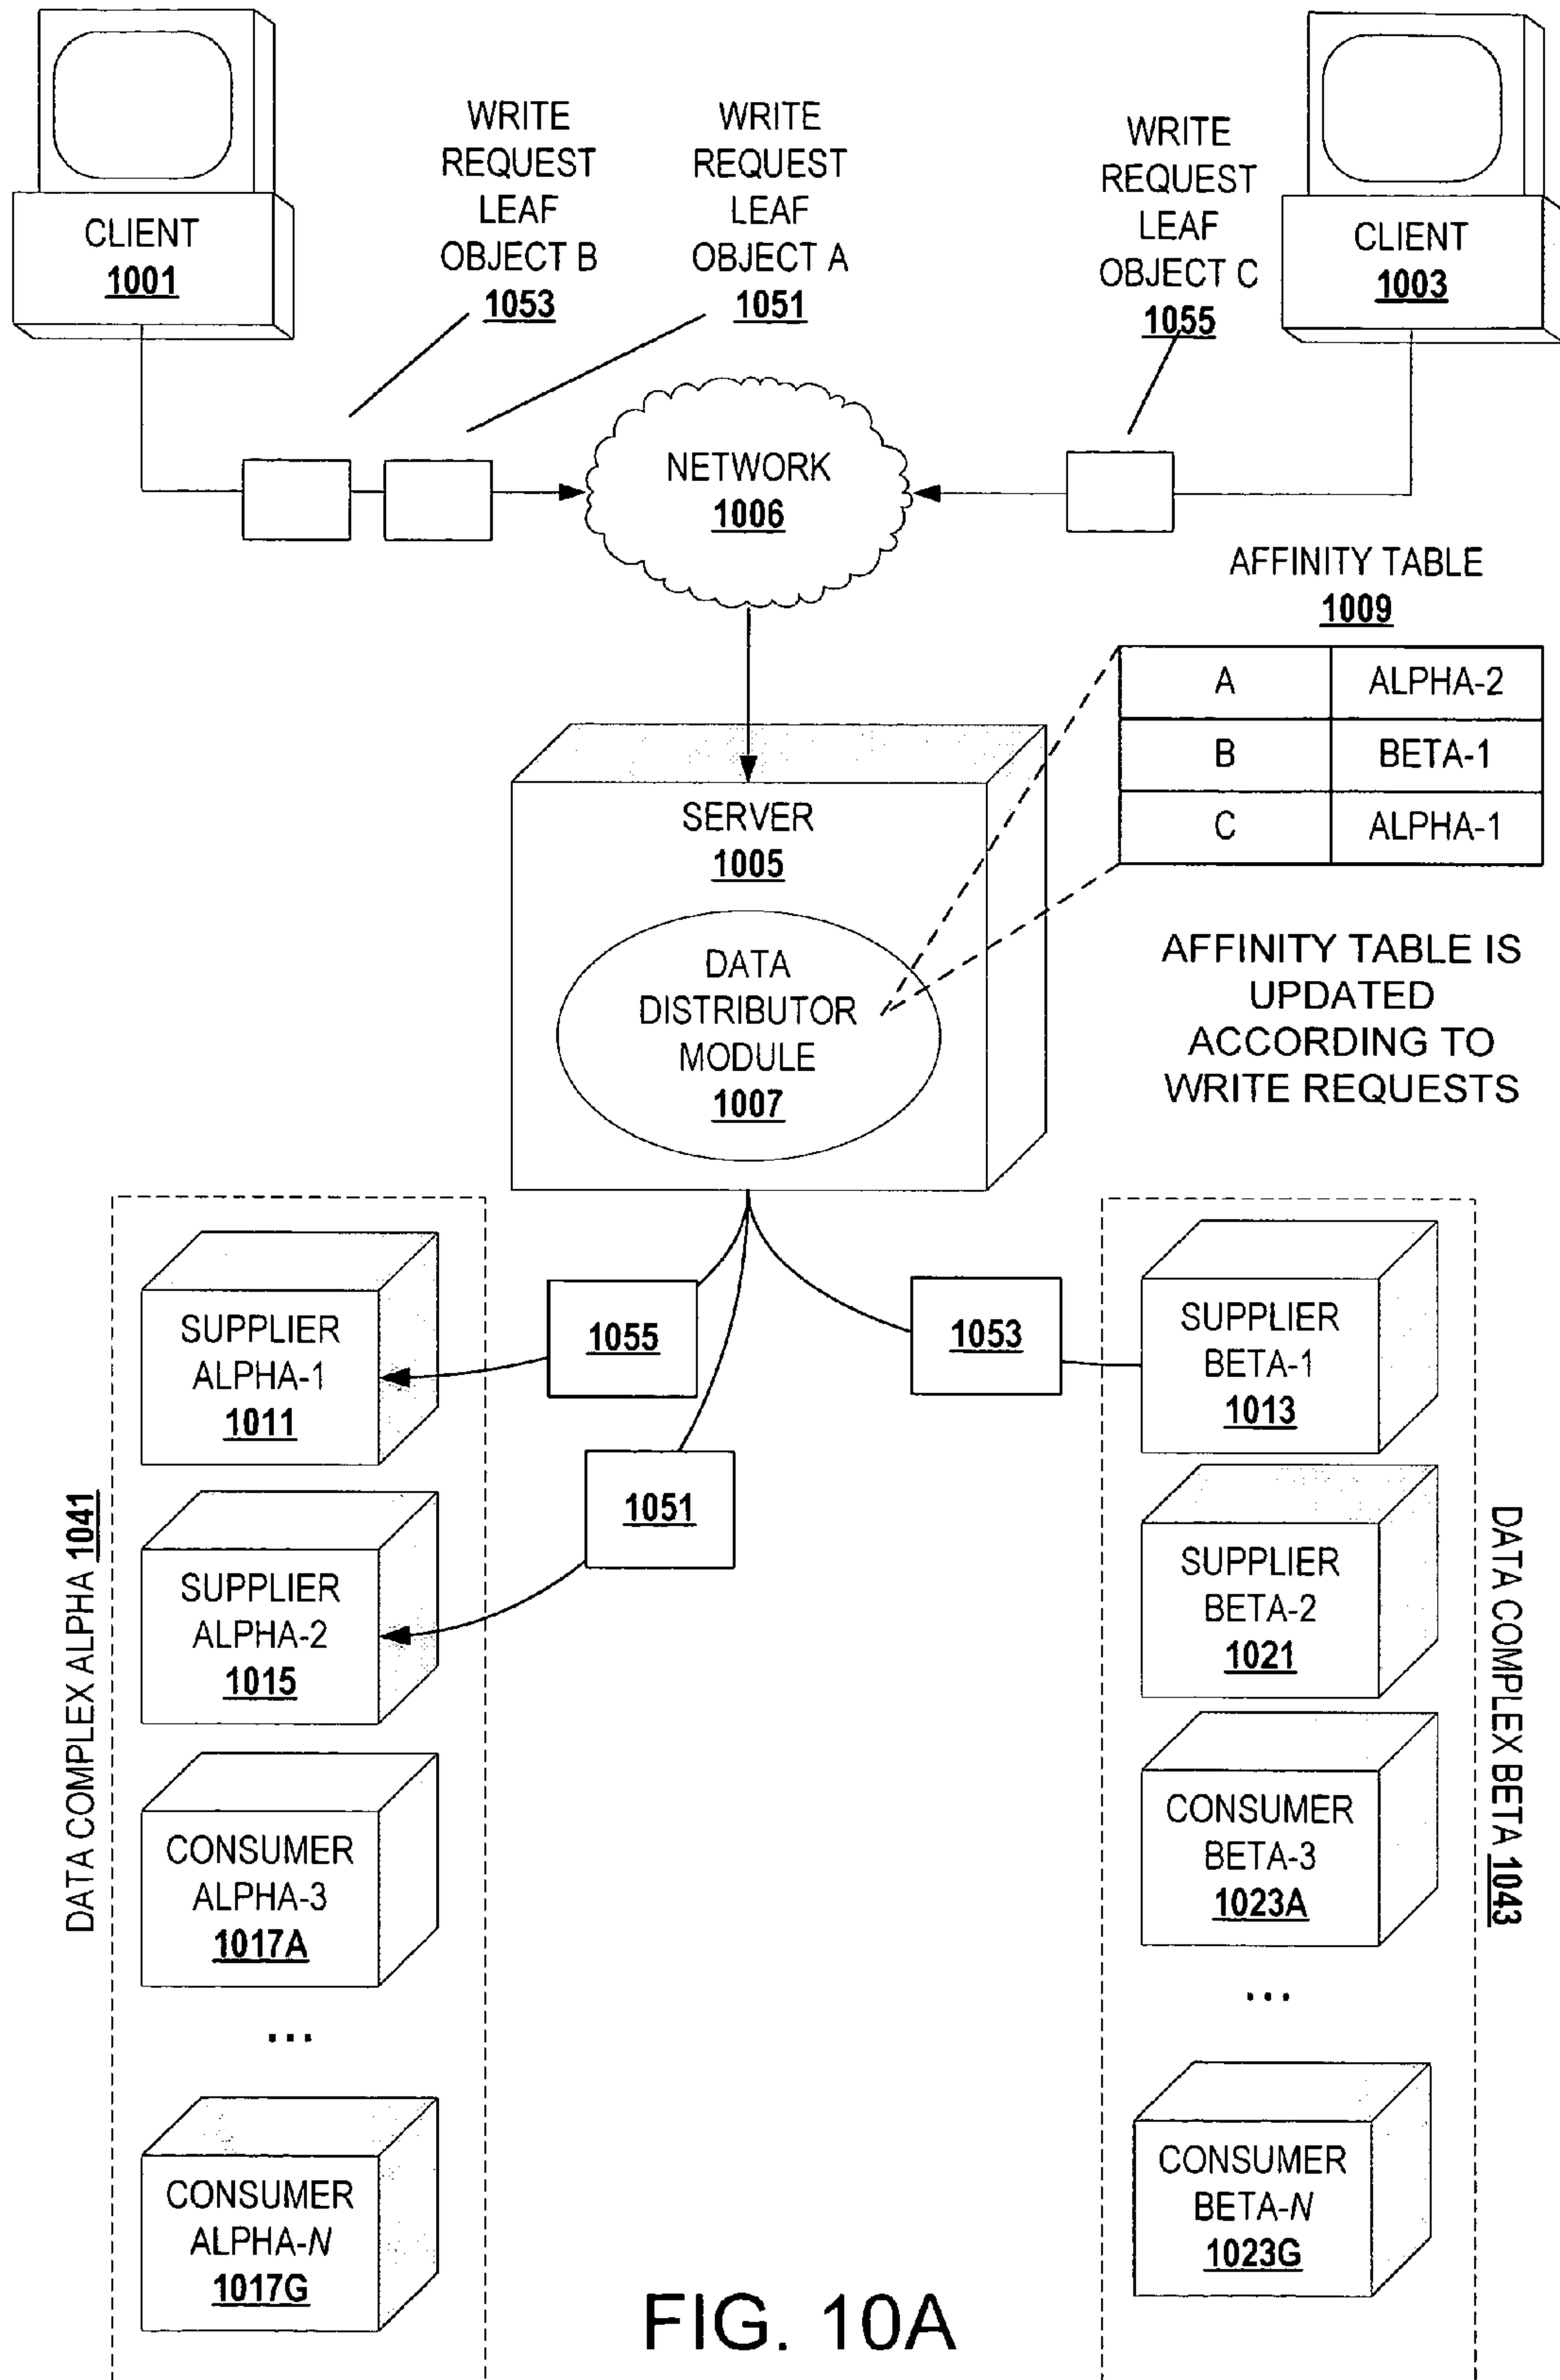 CLIENT
1001
WRITE
REQUEST
LEAF
OBJECT B
1053
WRITE
REQUEST
LEAF
OBJECT A
1051
WRITE
REQUEST
LEAF
OBJECT C
1055
CLIENT
1003
NETWORK
1006
AFFINITY TABLE
1009
A ALPHA-2
B BETA-1
C ALPHA-1
AFFINITY TABLE IS
UPDATED
ACCORDING TO
WRITE REQUESTS
SERVER
1005
DATA
DISTRIBUTOR
MODULE
1007
1055
1053
1051
DATA COMPLEX ALPHA 1041
SUPPLIER
ALPHA-1
1011
SUPPLIER
ALPHA-2
1015
CONSUMER
ALPHA-3
1017A
...
CONSUMER
ALPHA-N
1017G
SUPPLIER
BETA-1
1013
SUPPLIER
BETA-2
1021
CONSUMER
BETA-3
1023A
...
CONSUMER
BETA-N
1023G
DATA COMPLEX BETA 1043
FIG. 10A